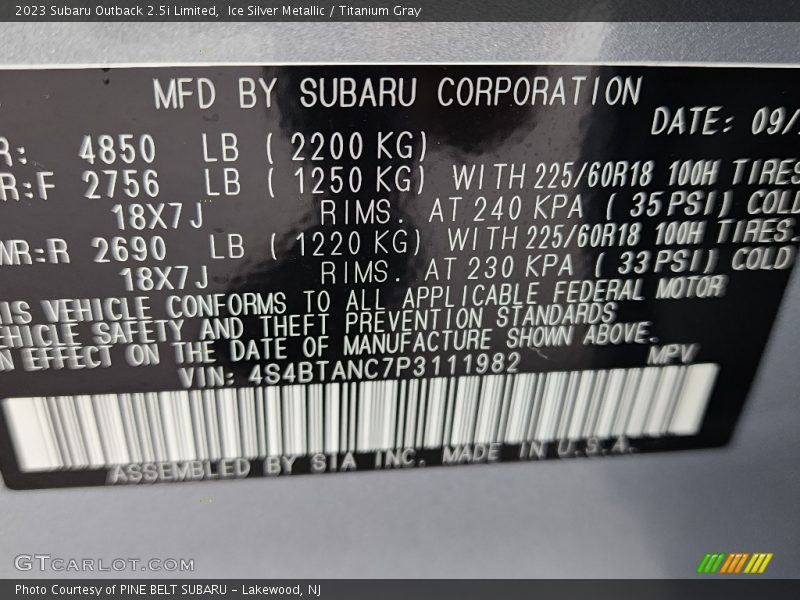 2023 Subaru Outback 2.5i Limited,  Ice Silver Metallic / Titanium Gray
MFD BY SUBARU CORPORATION
DATE: 09/
R: 4850 LB ( 2200 KG)
R:F 2756 LB ( 1250 KG) WITH 225/60R18 100H TIRES
18X7J RIMS. AT 240 KPA ( 35 PSI) COLD
WR:R 2690 LB ( 1220 KG) WITH 225/60R18 100H TIRES.
18X7J RIMS. AT 230 KPA ( 33 PSI) COLD
IS VEHICLE CONFORMS TO ALL APPLICABLE FEDERAL MOTOR
EHICLE SAFETY AND THEFT PREVENTION STANDARDS
N EFFECT ON THE DATE OF MANUFACTURE SHOWN ABOVE.
VIN: 4S4BTANC7P3111982 MPV
ASSEMBLED BY SIA INC. MADE IN U.S.A.
GTCARLOT.COM
Photo Courtesy of PINE BELT SUBARU - Lakewood, NJ